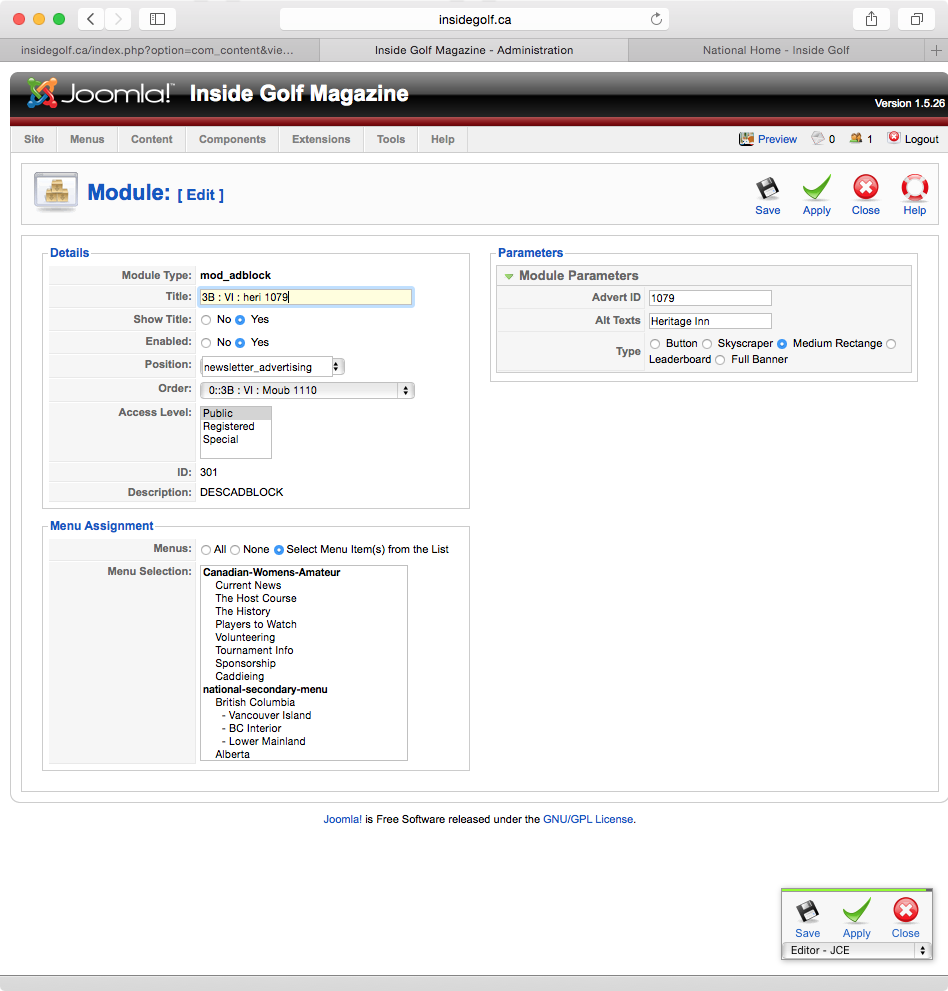 insidegolf.ca
insidegolf.ca/index.php?option=com_content&vie... Inside Golf Magazine - Administration National Home - Inside Golf
Joomla!™ Inside Golf Magazine
Version 1.5.26
Site Menus Content Components Extensions Tools Help Preview 0 1 Logout
Module: [ Edit ]
Save Apply Close Help
Details
Module Type: mod_adblock
Title: 3B : VI : heri 1079
Show Title: No Yes
Enabled: No Yes
Position: newsletter_advertising
Order: 0::3B : VI : Moub 1110
Access Level: Public
Registered
Special
ID: 301
Description: DESCADBLOCK
Parameters
Module Parameters
Advert ID 1079
Alt Texts Heritage Inn
Type Button Skyscraper Medium Rectange
Leaderboard Full Banner
Menu Assignment
Menus: All None Select Menu Item(s) from the List
Menu Selection: Canadian-Womens-Amateur
Current News
The Host Course
The History
Players to Watch
Volunteering
Tournament Info
Sponsorship
Caddieing
national-secondary-menu
British Columbia
- Vancouver Island
- BC Interior
- Lower Mainland
Alberta
Joomla! is Free Software released under the GNU/GPL License.
Save Apply Close
Editor - JCE